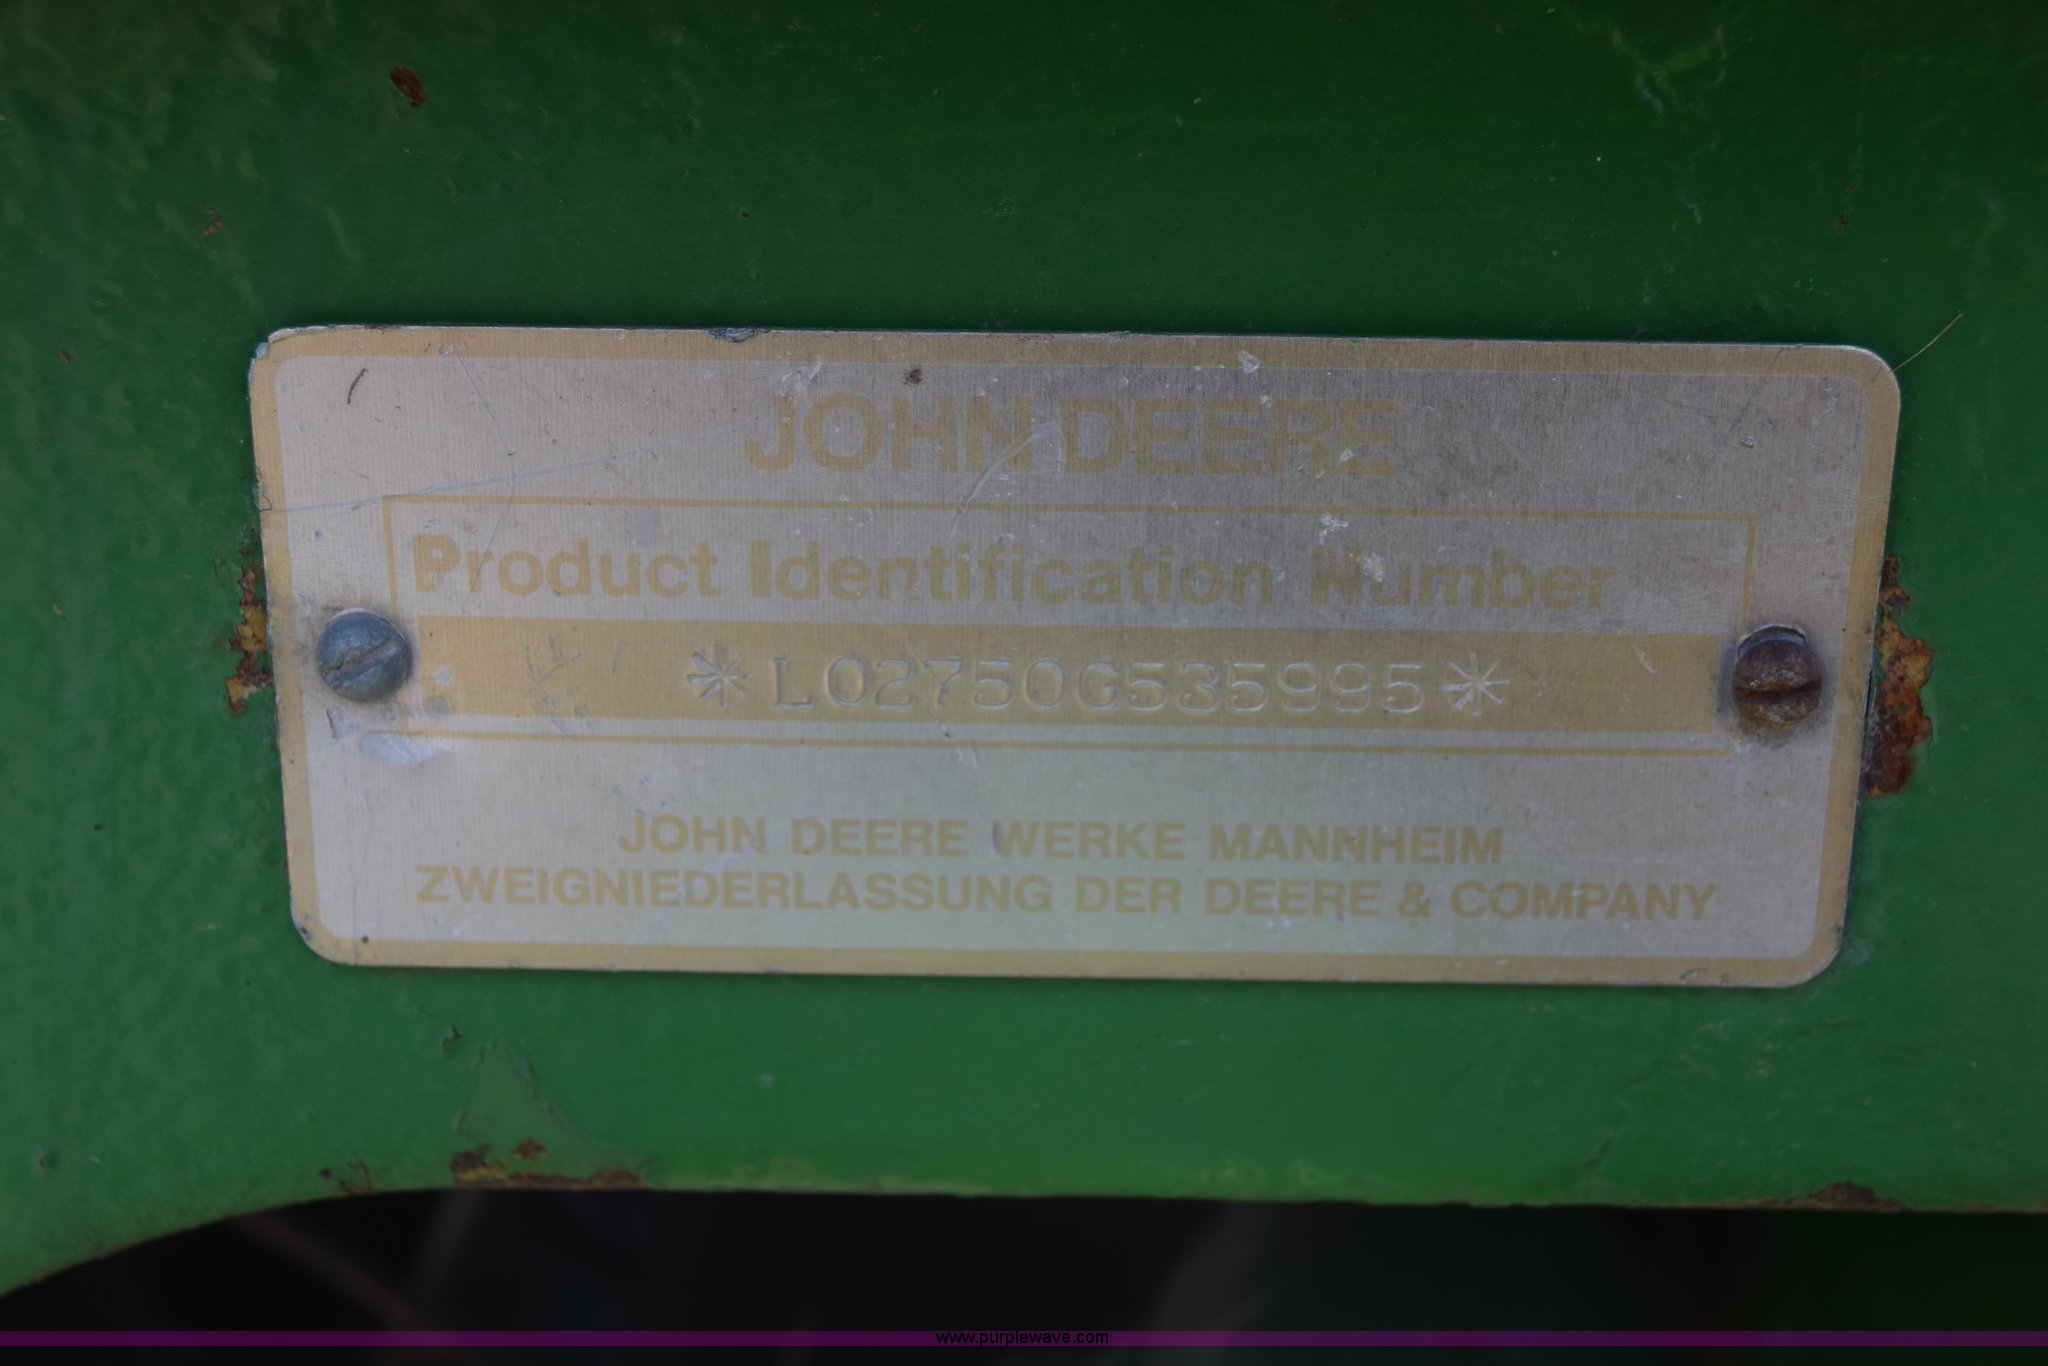 JOHN DEERE
Product Identification Number
*L02750G535995*
JOHN DEERE WERKE MANNHEIM
ZWEIGNIEDERLASSUNG DER DEERE & COMPANY
www.purplewave.com